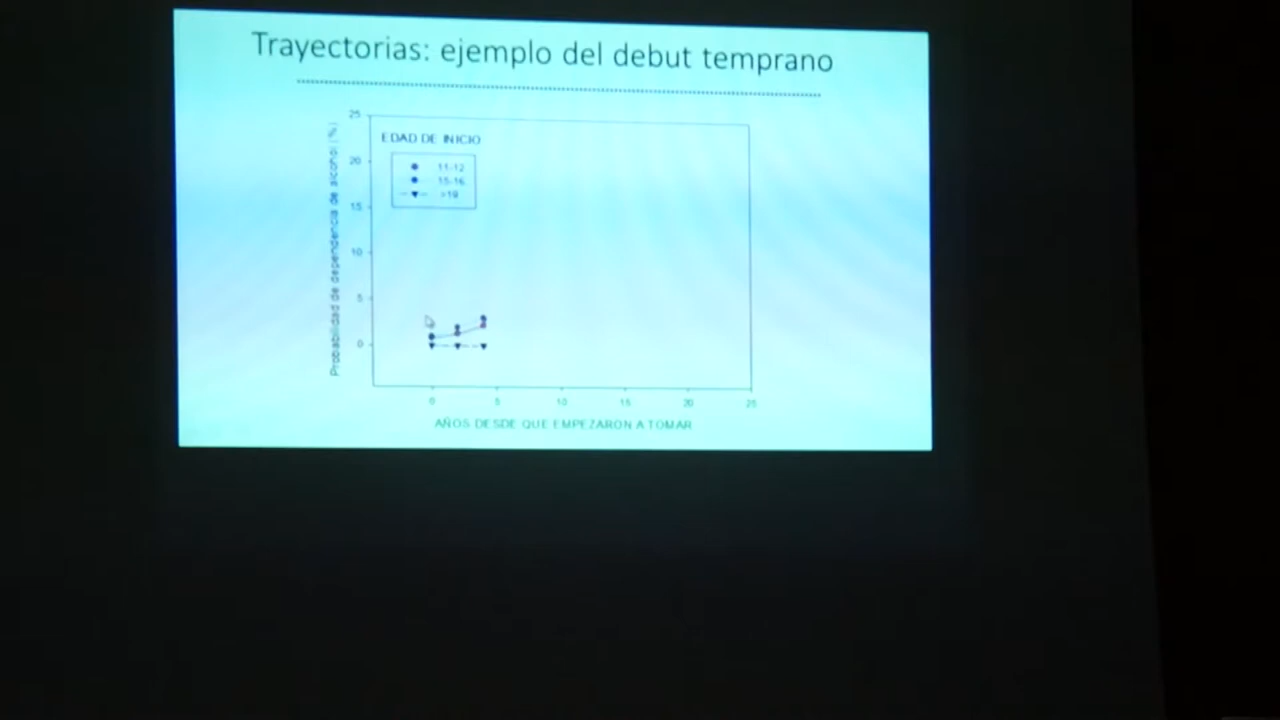 Trayectorias: ejemplo del debut temprano
25
20
15
10
5
0
Probabilidad de dependencia de alcohol (%)
EDAD DE INICIO
11-12
15-16
>19
0 5 10 15 20 25
AÑOS DESDE QUE EMPEZARON A TOMAR